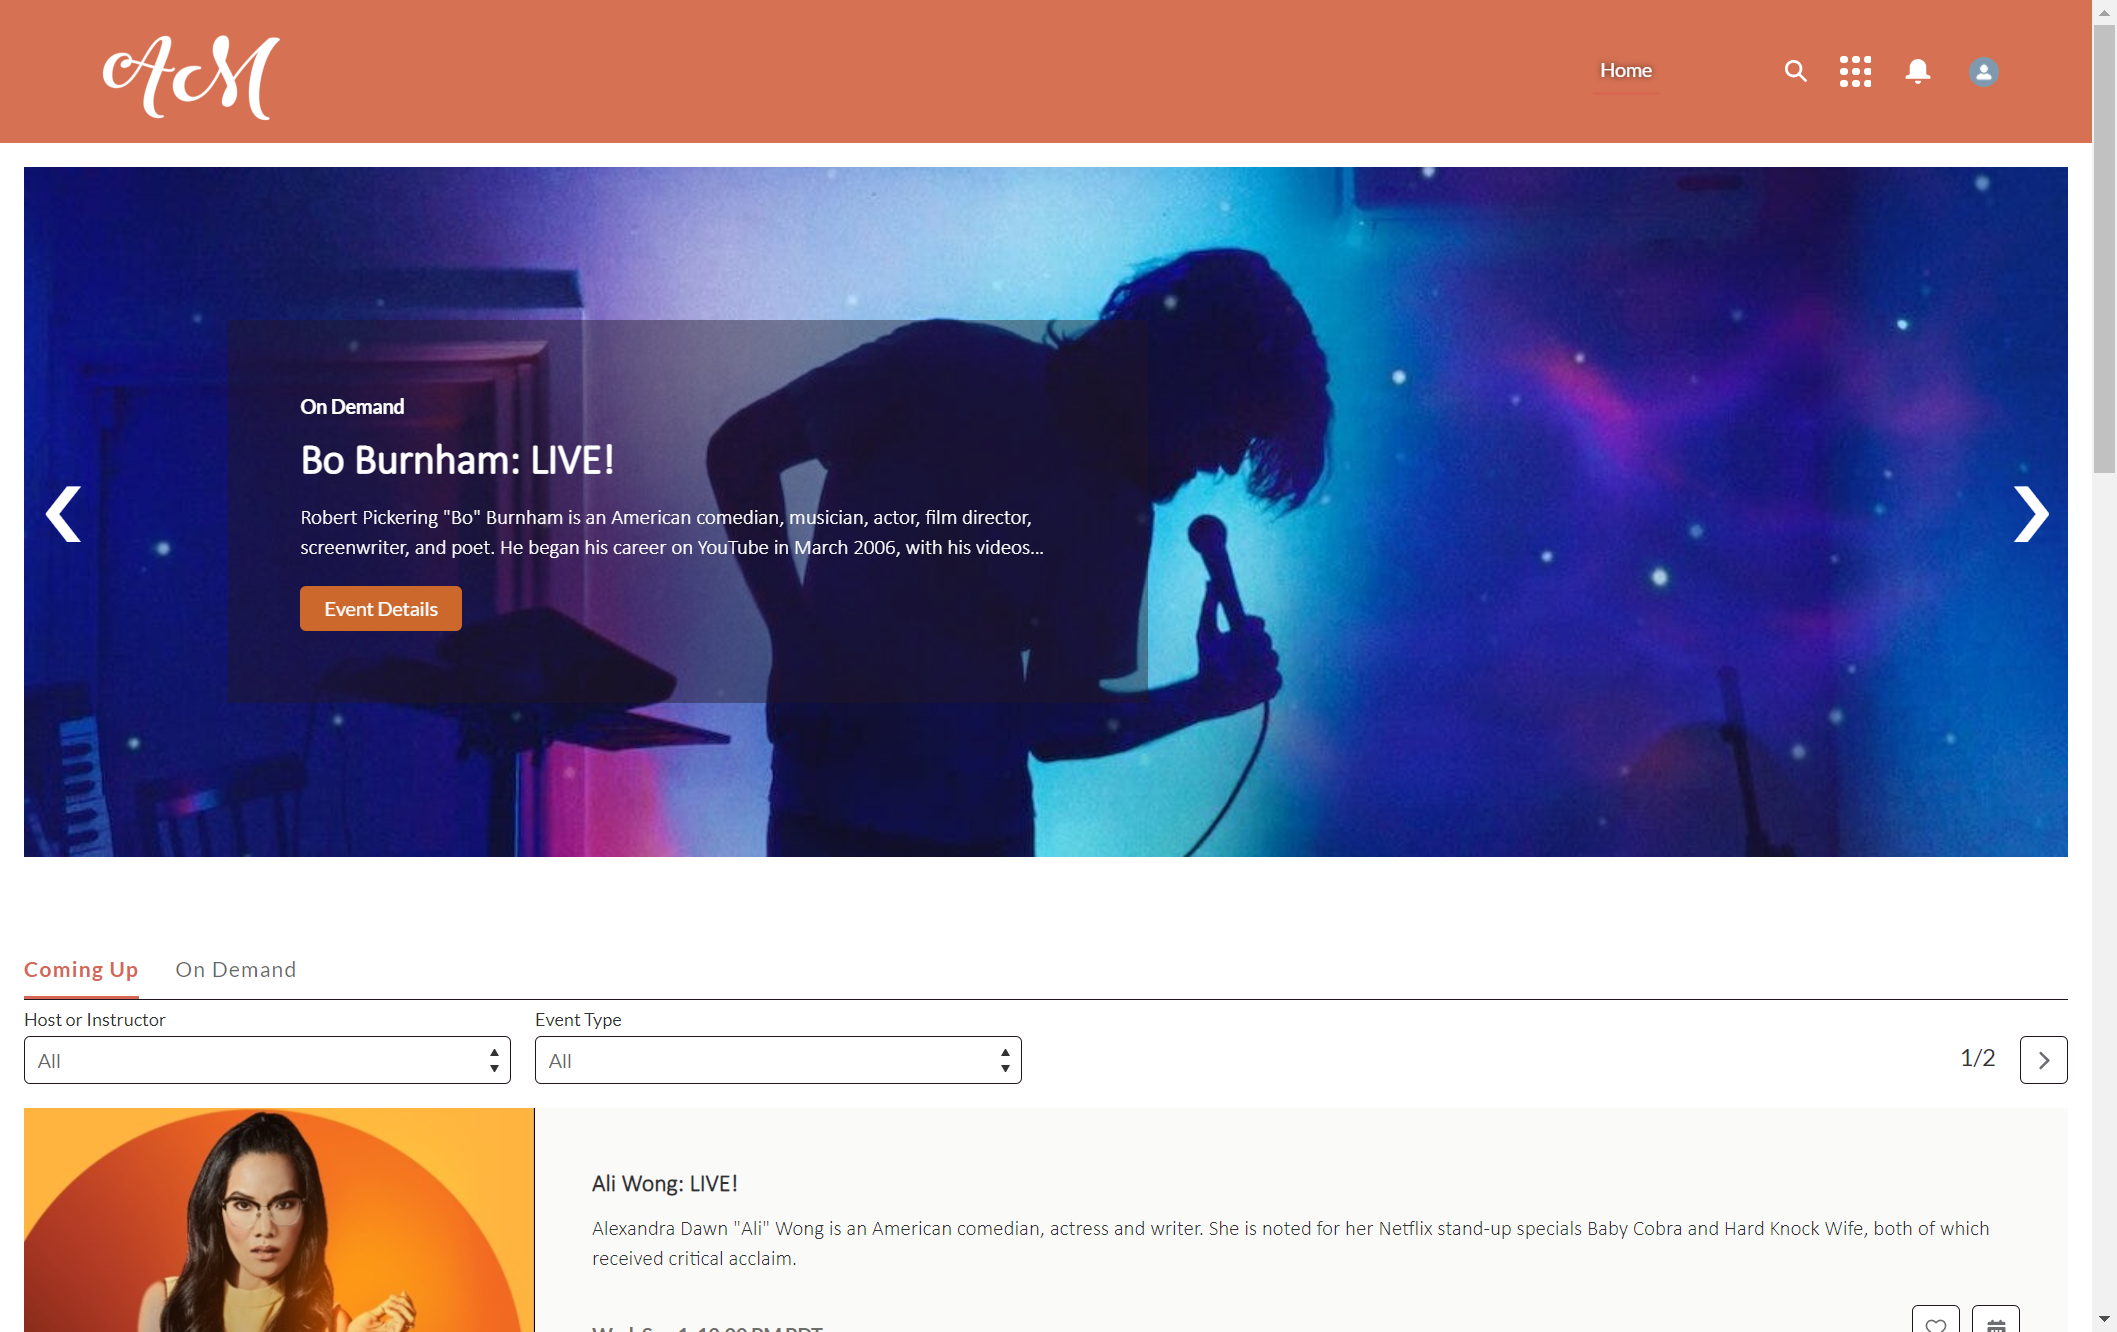 AM
Home
On Demand
Bo Burnham: LIVE!
Robert Pickering "Bo" Burnham is an American comedian, musician, actor, film director,
screenwriter, and poet. He began his career on YouTube in March 2006, with his videos...
Event Details
Coming Up
On Demand
Host or Instructor
Event Type
All
All
1/2
Ali Wong: LIVE!
Alexandra Dawn "Ali" Wong is an American comedian, actress and writer. She is noted for her Netflix stand-up specials Baby Cobra and Hard Knock Wife, both of which
received critical acclaim.